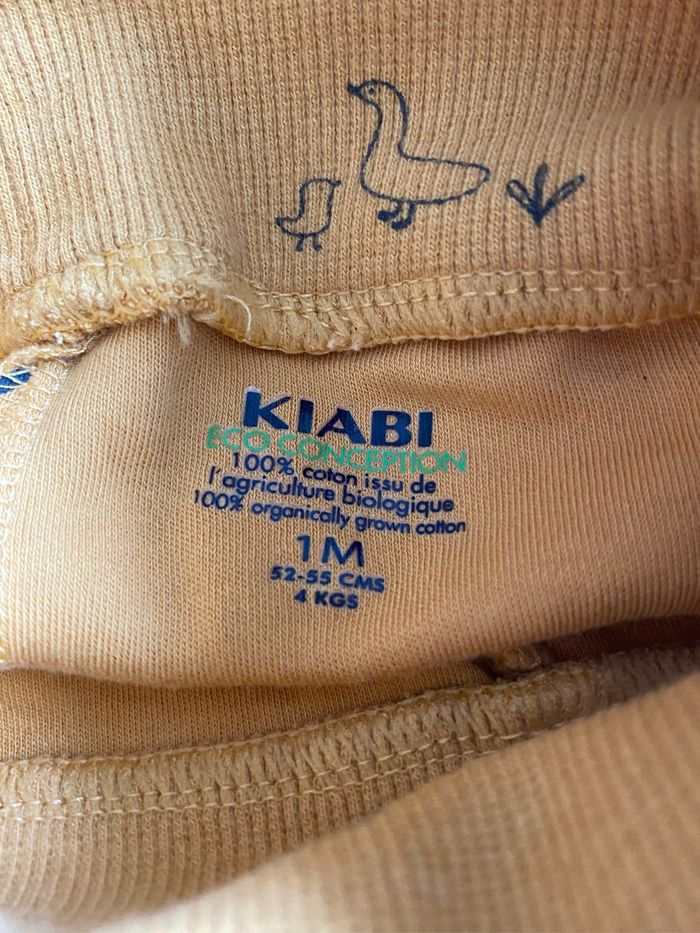 KIABI
ECO CONCEPTION
100% coton issu de
l'agriculture biologique
100% organically grown cotton
1M
52-55 CMS
4 KGS